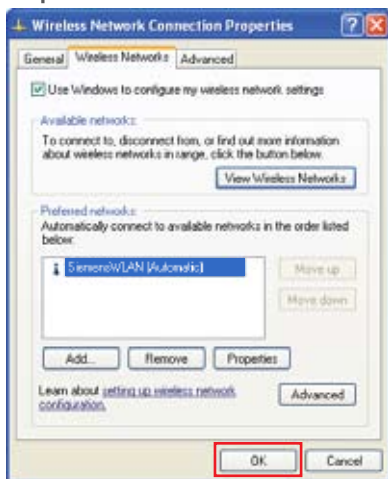 Wireless Network Connection Properties
General Wireless Networks Advanced
Use Windows to configure my wireless network settings
Available networks:
To connect to, disconnect from, or find out more information
about wireless networks in range, click the button below.
View Wireless Networks
Preferred networks:
Automatically connect to available networks in the order listed
below:
SiemensWLAN (Automatic)
Move up
Move down
Add... Remove Properties
Learn about setting up wireless network
configuration.
Advanced
OK Cancel